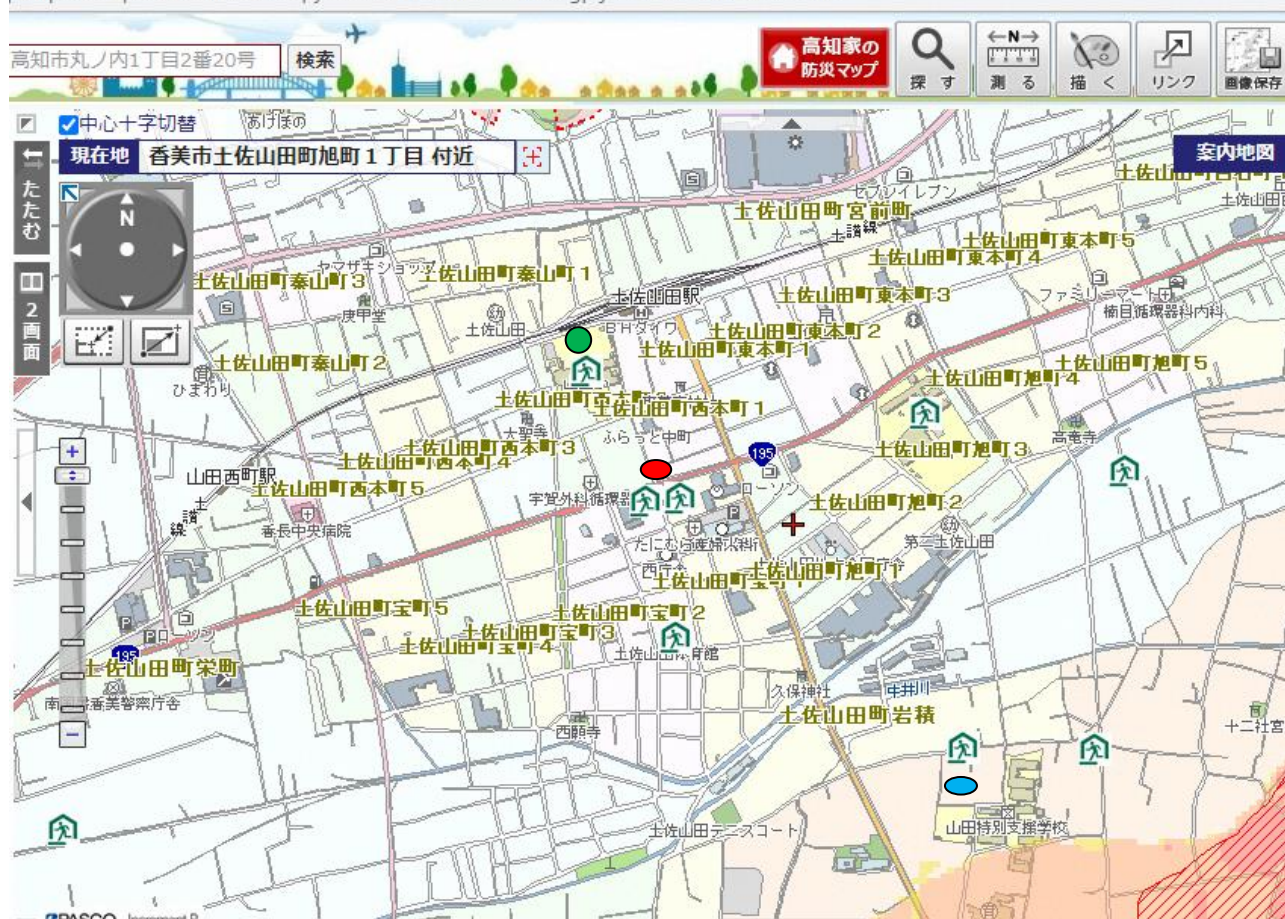 高知市丸ノ内1丁目2番20号
検索
高知家の
防災マップ
探す
←N→
測る
描く
リンク
画像保存
中心十字切替
あけぼの
現在地 香美市土佐山田町旭町1丁目 付近
案内地図
たたむ
2画面
N
セブンイレブン
土佐山田町宮前町
土讃線
土佐山田町東本町5
土佐山田町東本町4
ヤマザキショップ
土佐山田町秦山町1
土佐山田町秦山町3
庚甲堂
土佐山田駅
土佐山田町東本町3
ファミリーマート
楠目循環器科内科
土佐山田
BHダイワ
土佐山田町東本町2
土佐山田町東本町1
土佐山田町秦山町2
ひまわり
土佐山田町旭町5
土佐山田町旭町4
土佐山田町西本町1
大聖寺
ふらっと中町
高竜寺
土佐山田町西本町3
土佐山田町西本町4
土佐山田町旭町3
195
山田西町駅
土佐山田町西本町5
ローソン
宇賀外科循環器
土佐山田町旭町2
土讃線
香長中央病院
P
たにむら産婦人科
第二土佐山田
西庁舎
土佐山田町旭町1
土佐山田町宝町5
土佐山田町宝町2
土佐山田町宝町3
土佐山田町宝町4
P
P
ローソン
195
土佐山田町栄町
久保神社
中井川
土佐山田町岩積
西願寺
十二社宮
土佐山田テニスコート
山田特別支援学校
PASCO